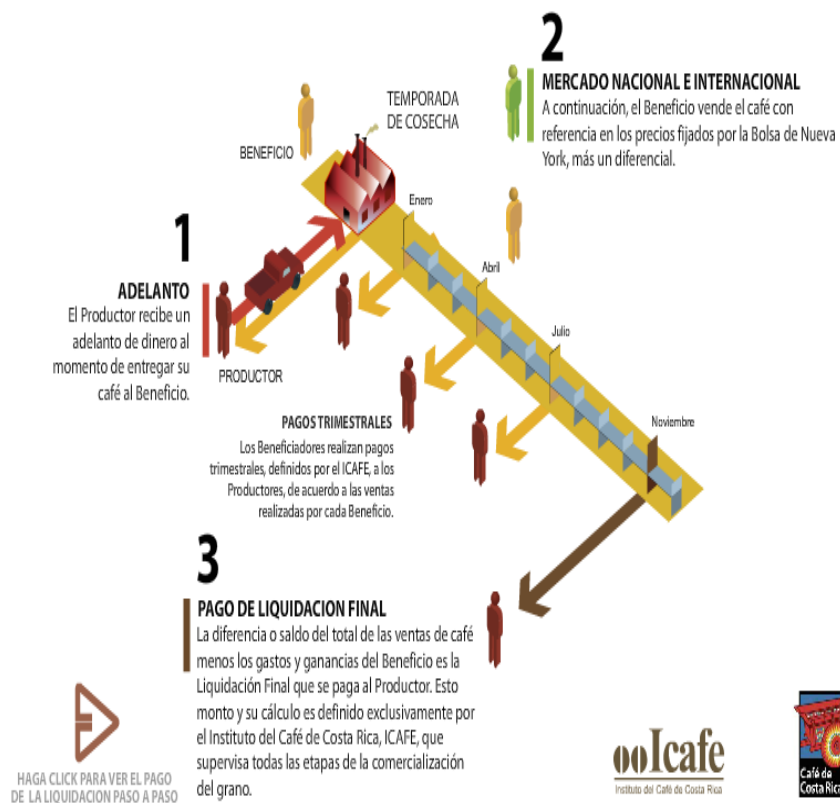 2
MERCADO NACIONAL E INTERNACIONAL
A continuación, el Beneficio vende el café con
referencia en los precios fijados por la Bolsa de Nueva
York, más un diferencial.
TEMPORADA
DE COSECHA
BENEFICIO
Enero
Abril
Julio
Noviembre
1
ADELANTO
El Productor recibe un
adelanto de dinero al
momento de entregar su
café al Beneficio.
PRODUCTOR
PAGOS TRIMESTRALES
Los Beneficiadores realizan pagos
trimestrales, definidos por el ICAFE, a los
Productores, de acuerdo a las ventas
realizadas por cada Beneficio.
3
PAGO DE LIQUIDACION FINAL
La diferencia o saldo del total de las ventas de café
menos los gastos y ganancias del Beneficio es la
Liquidación Final que se paga al Productor. Esto
monto y su cálculo es definido exclusivamente por
el Instituto del Café de Costa Rica, ICAFE, que
supervisa todas las etapas de la comercialización
del grano.
HAGA CLICK PARA VER EL PAGO
DE LA LIQUIDACION PASO A PASO
Icafe
Instituto del Café de Costa Rica
Café de
Costa Rica